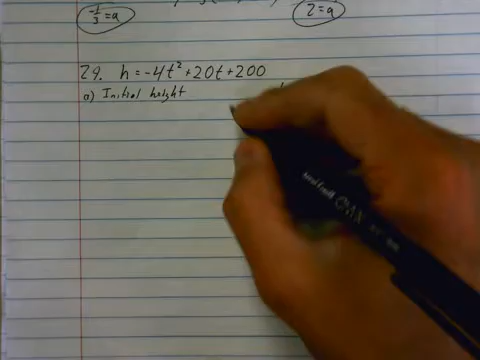 1/3 = a
2 = a
29. h = -4t² + 20t + 200
a) Initial height